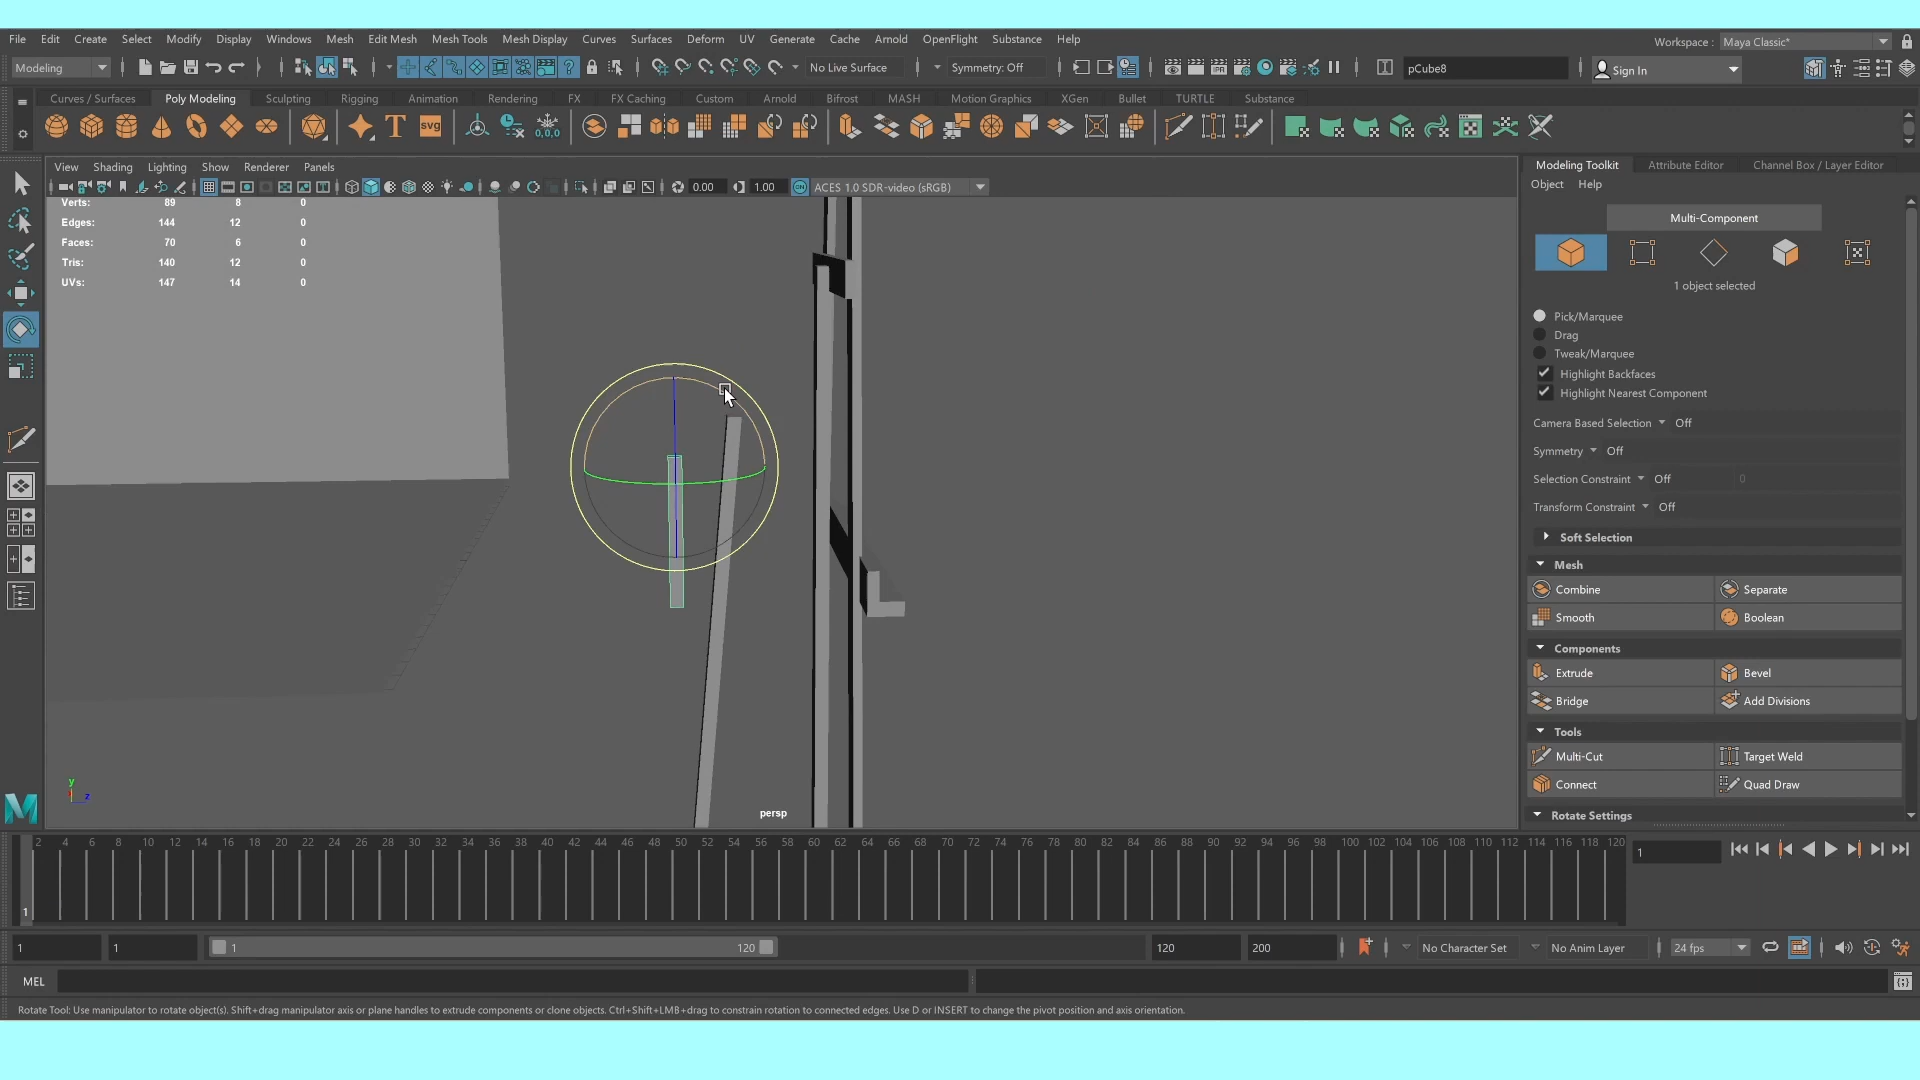 File Edit Create Select Modify Display Windows Mesh Edit Mesh Mesh Tools Mesh Display Curves Surfaces Deform UV Generate Cache Arnold OpenFlight Substance Help
Workspace : Maya Classic*
Modeling No Live Surface Symmetry: Off pCube8 Sign In
Curves / Surfaces Poly Modeling Sculpting Rigging Animation Rendering FX FX Caching Custom Arnold Bifrost MASH Motion Graphics XGen Bullet TURTLE Substance
T svg 0,0,0
View Shading Lighting Show Renderer Panels
0.00 1.00 ON ACES 1.0 SDR-video (sRGB)
Verts: 89 8 0
Edges: 144 12 0
Faces: 70 6 0
Tris: 140 12 0
UVs: 147 14 0
y
z
persp
Modeling Toolkit Attribute Editor Channel Box / Layer Editor
Object Help
Multi-Component
1 object selected
Pick/Marquee
Drag
Tweak/Marquee
Highlight Backfaces
Highlight Nearest Component
Camera Based Selection Off
Symmetry Off
Selection Constraint Off 0
Transform Constraint Off
Soft Selection
Mesh
Combine Separate
Smooth Boolean
Components
Extrude Bevel
Bridge Add Divisions
Tools
Multi-Cut Target Weld
Connect Quad Draw
Rotate Settings
2 4 6 8 10 12 14 16 18 20 22 24 26 28 30 32 34 36 38 40 42 44 46 48 50 52 54 56 58 60 62 64 66 68 70 72 74 76 78 80 82 84 86 88 90 92 94 96 98 100 102 104 106 108 110 112 114 116 118 120
1
1
1 1 1 120 120 200 No Character Set No Anim Layer 24 fps
MEL
Rotate Tool: Use manipulator to rotate object(s). Shift+drag manipulator axis or plane handles to extrude components or clone objects. Ctrl+Shift+LMB+drag to constrain rotation to connected edges. Use D or INSERT to change the pivot position and axis orientation.